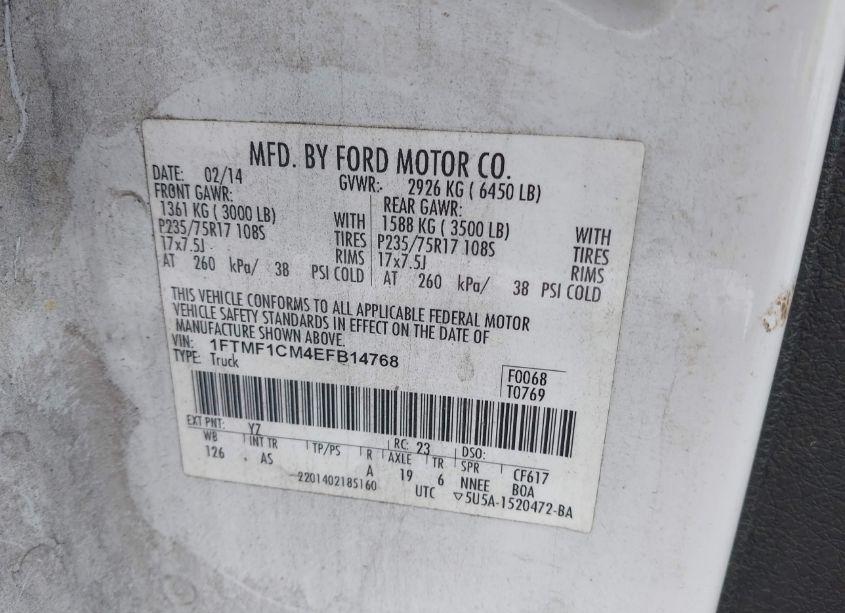 MFD. BY FORD MOTOR CO.
DATE: 02/14 GVWR:- 2926 KG ( 6450 LB)
FRONT GAWR: REAR GAWR:
1361 KG ( 3000 LB) WITH 1588 KG ( 3500 LB) WITH
P235/75R17 108S TIRES P235/75R17 108S TIRES
17x7.5J RIMS 17x7.5J RIMS
AT 260 kPa/ 38 PSI COLD AT 260 kPa/ 38 PSI COLD
THIS VEHICLE CONFORMS TO ALL APPLICABLE FEDERAL MOTOR
VEHICLE SAFETY STANDARDS IN EFFECT ON THE DATE OF
MANUFACTURE SHOWN ABOVE.
VIN: 1FTMF1CM4EFB14768
TYPE: Truck
F0068
T0769
EXT PNT: YZ RC: 23 DSO:
WB INT TR TP/PS R AXLE TR SPR CF617
126 . AS A 19 6 NNEE BOA
2201402185160 UTC ▽5U5A-1520472-BA